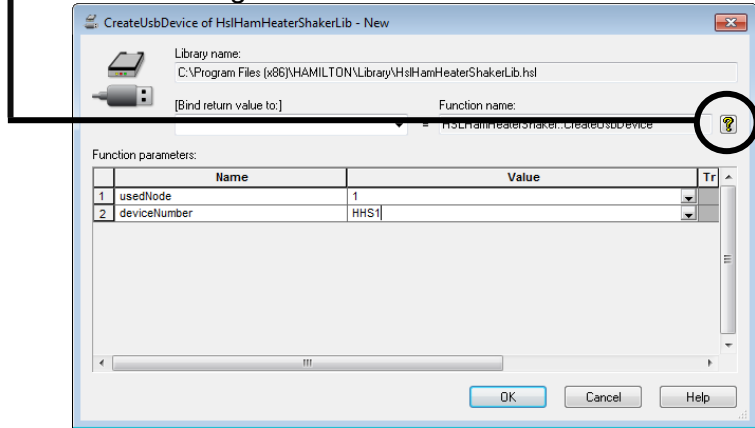 CreateUsbDevice of HslHamHeaterShakerLib - New
Library name:
C:\Program Files (x86)\HAMILTON\Library\HslHamHeaterShakerLib.hsl
[Bind return value to:]
Function name:
= HSLHamHeaterShaker::CreateUsbDevice
Function parameters:
Name Value Tr
1 usedNode 1
2 deviceNumber HHS1
OK Cancel Help